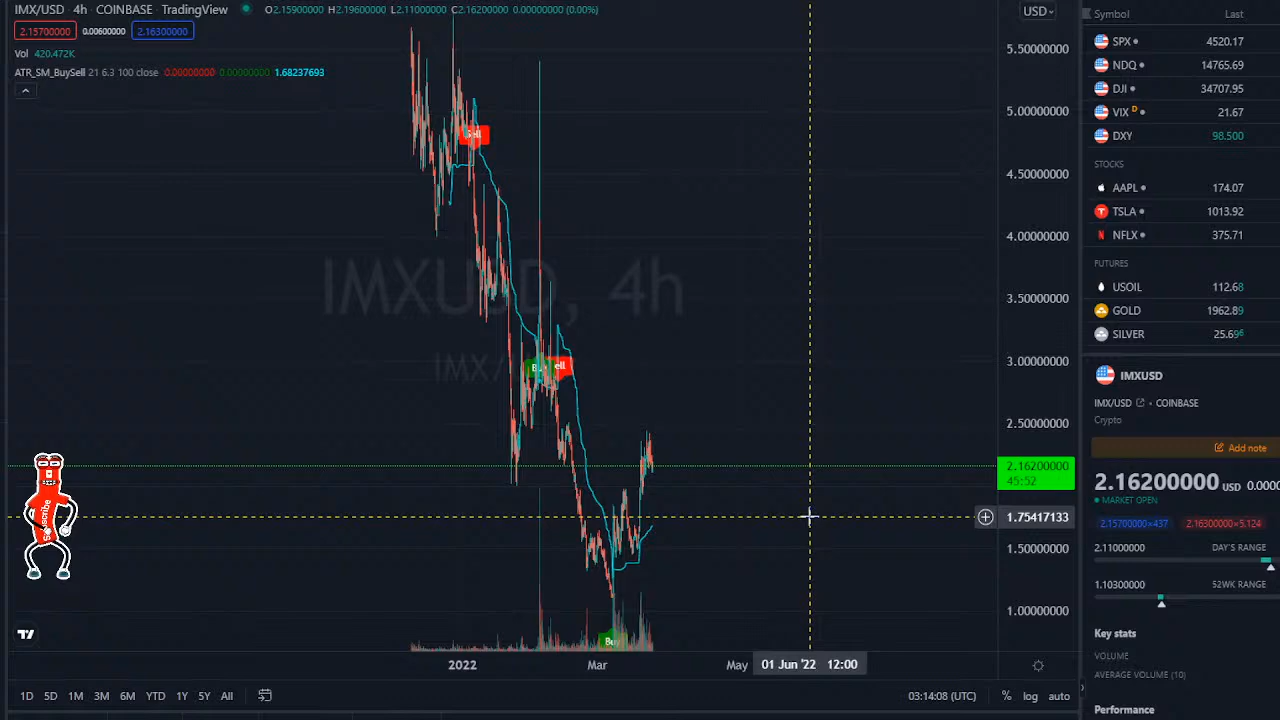 IMX/USD · 4h · COINBASE · TradingView O2.15900000 H2.19600000 L2.11000000 C2.16200000 0.00000000 (0.00%)
2.15700000 0.00600000 2.16300000
Vol 420.472K
ATR_SM_BuySell 21 6.3 100 close 0.00000000 0.00000000 1.68237693
USD
5.50000000
5.00000000
4.50000000
4.00000000
3.50000000
3.00000000
2.50000000
2.16200000
45:52
1.75417133
1.50000000
1.00000000
Sell
IMXUSD, 4h
IMX/
Buy
Subscribe
2022 Mar May 01 Jun '22 12:00
1D 5D 1M 3M 6M YTD 1Y 5Y All
03:14:08 (UTC) % log auto
Symbol Last
SPX 4520.17
NDQ 14765.69
DJI 34707.95
VIX D 21.67
DXY 98.500
STOCKS
AAPL 174.07
TSLA 1013.92
NFLX 375.71
FUTURES
USOIL 112.68
GOLD 1962.89
SILVER 25.696
IMXUSD
IMX/USD · COINBASE
Crypto
Add note
2.16200000 USD 0.0000
MARKET OPEN
2.15700000×437 2.16300000×5.124
2.11000000 DAY'S RANGE
1.10300000 52WK RANGE
Key stats
VOLUME
AVERAGE VOLUME (10)
Performance